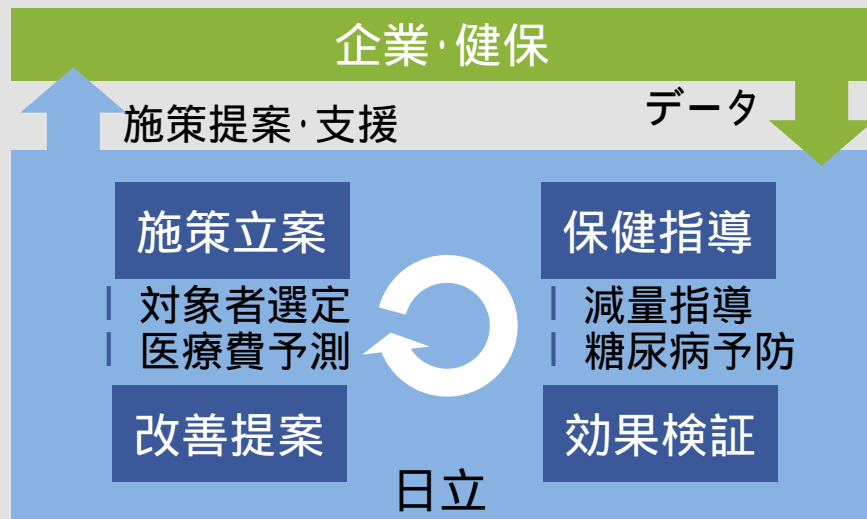 企業・健保
施策提案・支援
データ
施策立案
対象者選定
医療費予測
保健指導
減量指導
糖尿病予防
改善提案
効果検証
日立